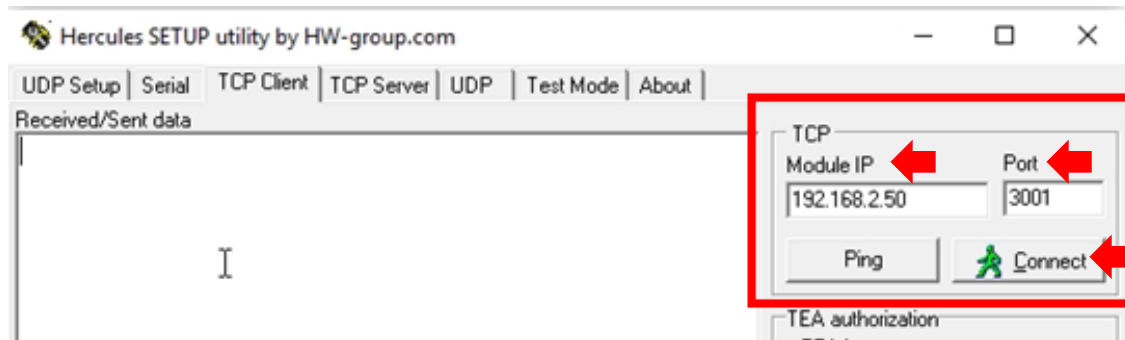 Hercules SETUP utility by HW-group.com
UDP Setup Serial TCP Client TCP Server UDP Test Mode About
Received/Sent data
TCP
Module IP Port
192.168.2.50 3001
Ping Connect
TEA authorization